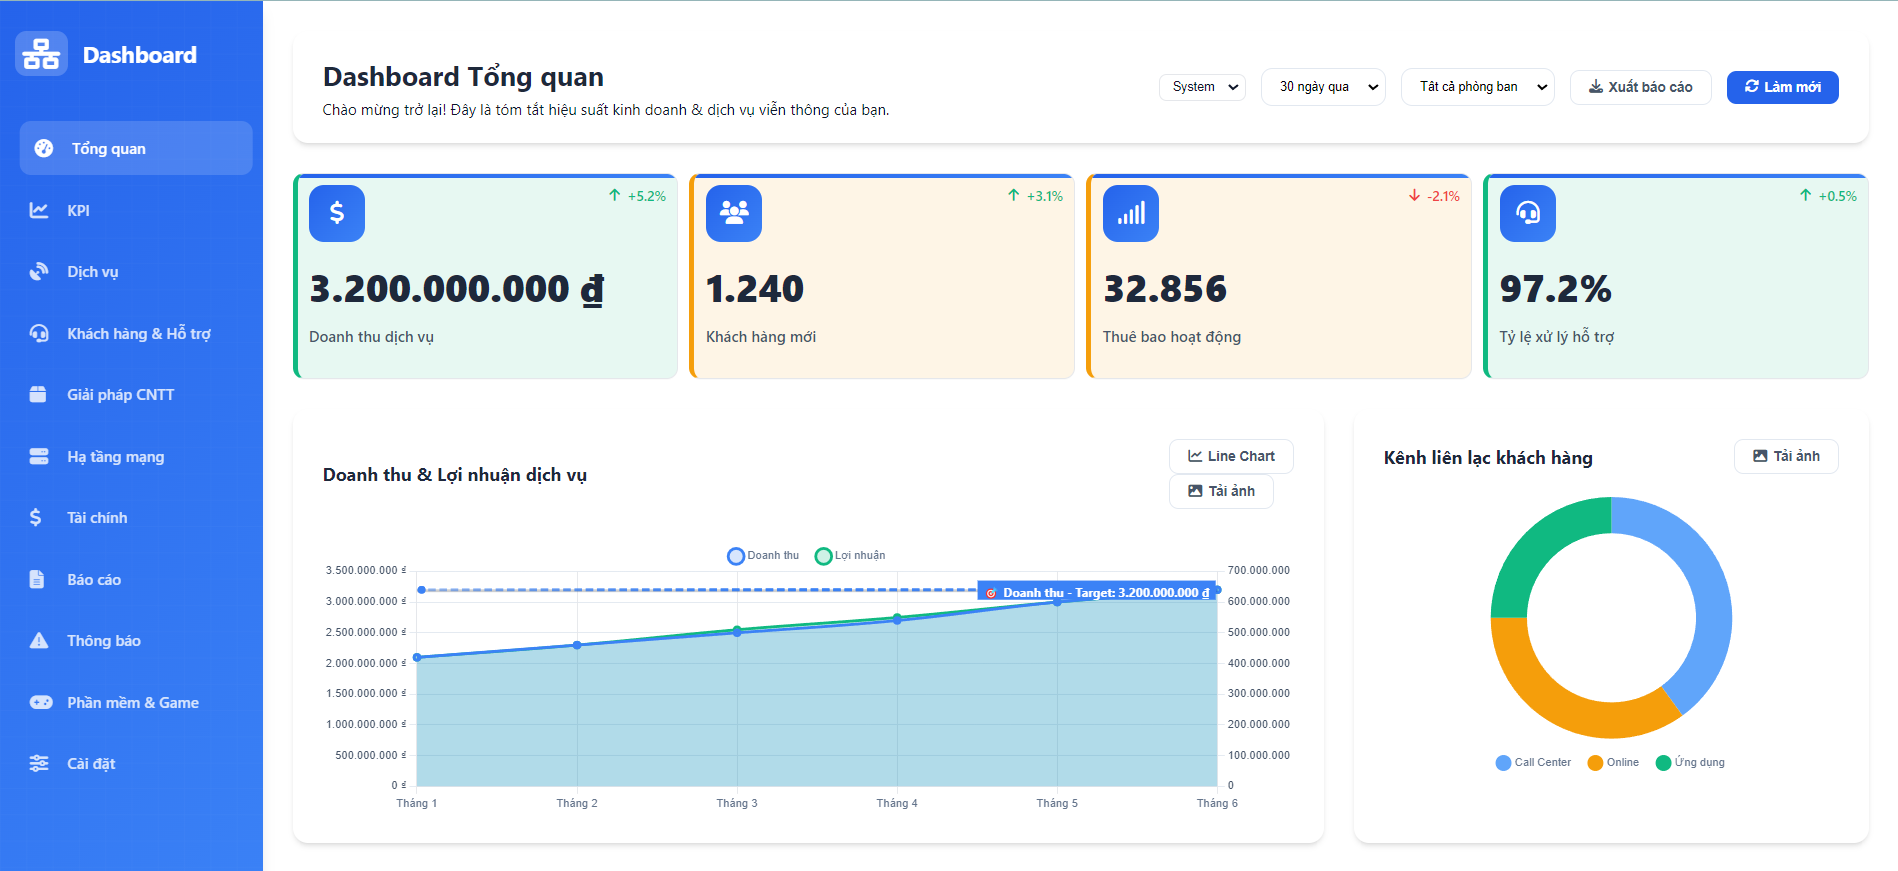 Dashboard
Tổng quan
KPI
Dịch vụ
Khách hàng & Hỗ trợ
Giải pháp CNTT
Hạ tầng mạng
Tài chính
Báo cáo
Thông báo
Phần mềm & Game
Cài đặt
Dashboard Tổng quan
Chào mừng trở lại! Đây là tóm tắt hiệu suất kinh doanh & dịch vụ viễn thông của bạn.
System
30 ngày qua
Tất cả phòng ban
Xuất báo cáo
Làm mới
+5.2%
3.200.000.000 ₫
Doanh thu dịch vụ
+3.1%
1.240
Khách hàng mới
-2.1%
32.856
Thuê bao hoạt động
+0.5%
97.2%
Tỷ lệ xử lý hỗ trợ
Doanh thu & Lợi nhuận dịch vụ
Line Chart
Tải ảnh
Doanh thu
Lợi nhuận
3.500.000.000 ₫
3.000.000.000 ₫
2.500.000.000 ₫
2.000.000.000 ₫
1.500.000.000 ₫
1.000.000.000 ₫
500.000.000 ₫
0 ₫
🎯 Doanh thu - Target: 3.200.000.000 ₫
700.000.000
600.000.000
500.000.000
400.000.000
300.000.000
200.000.000
100.000.000
0
Tháng 1
Tháng 2
Tháng 3
Tháng 4
Tháng 5
Tháng 6
Kênh liên lạc khách hàng
Tải ảnh
Call Center
Online
Ứng dụng